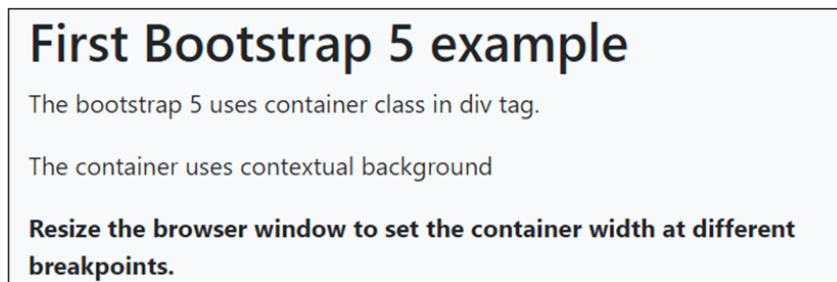 First Bootstrap 5 example
The bootstrap 5 uses container class in div tag.
The container uses contextual background
Resize the browser window to set the container width at different
breakpoints.